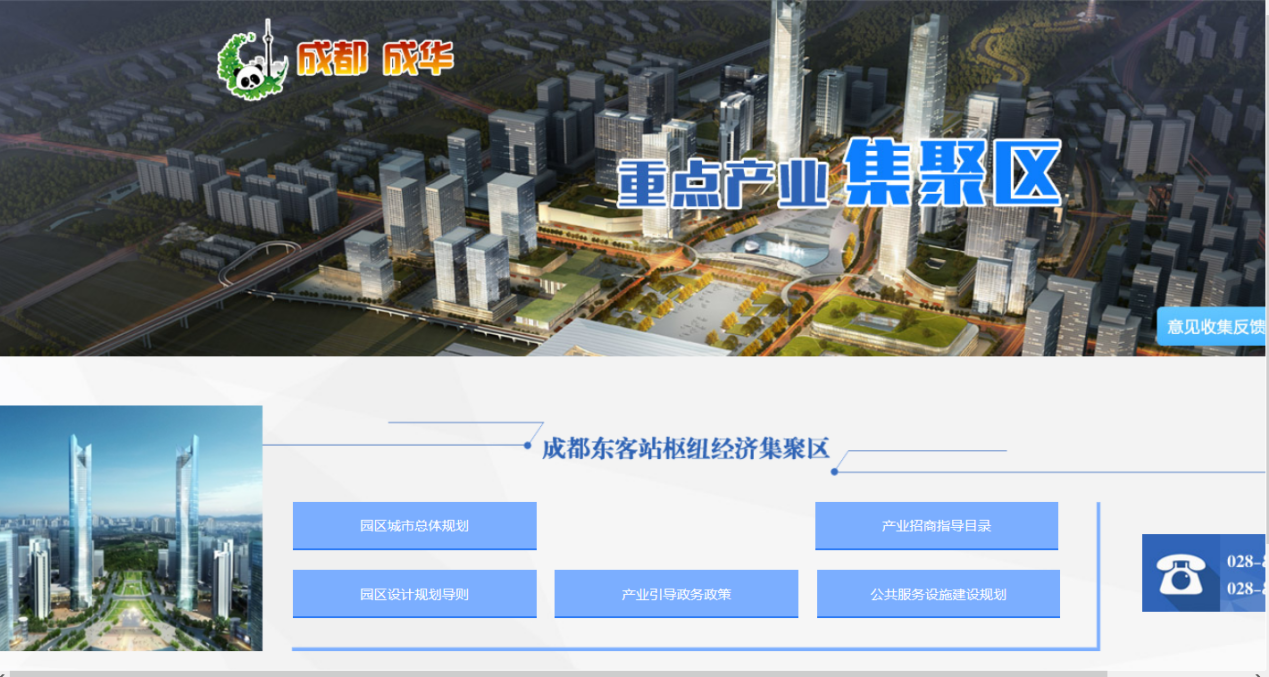 成都 成华
重点产业 集聚区
意见收集反馈
成都东客站枢纽经济集聚区
园区城市总体规划
产业招商指导目录
园区设计规划导则
产业引导政务政策
公共服务设施建设规划
028-
028-